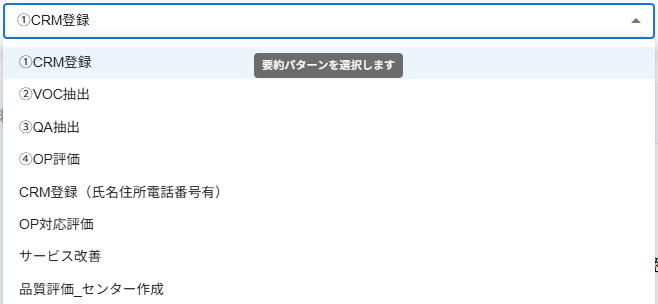 ①CRM登録
①CRM登録
要約パターンを選択します
②VOC抽出
③QA抽出
④OP評価
CRM登録（氏名住所電話番号有）
OP対応評価
サービス改善
品質評価_センター作成